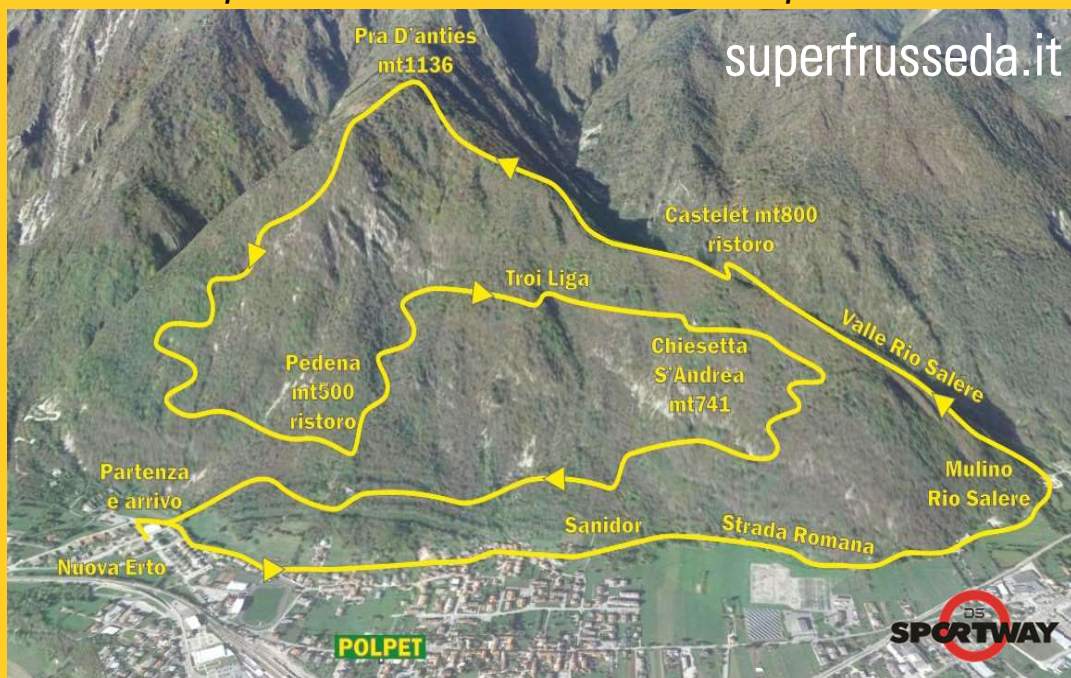 superfrusseda.it
Pra D'anties
mt1136
Castelet mt800
ristoro
Troi Liga
Valle Rio Salere
Chiesetta
S'Andrea
mt741
Pedena
mt500
ristoro
Partenza
e arrivo
Mulino
Rio Salere
Sanidor
Strada Romana
Nuova Erto
POLPET
DS
SPORTWAY